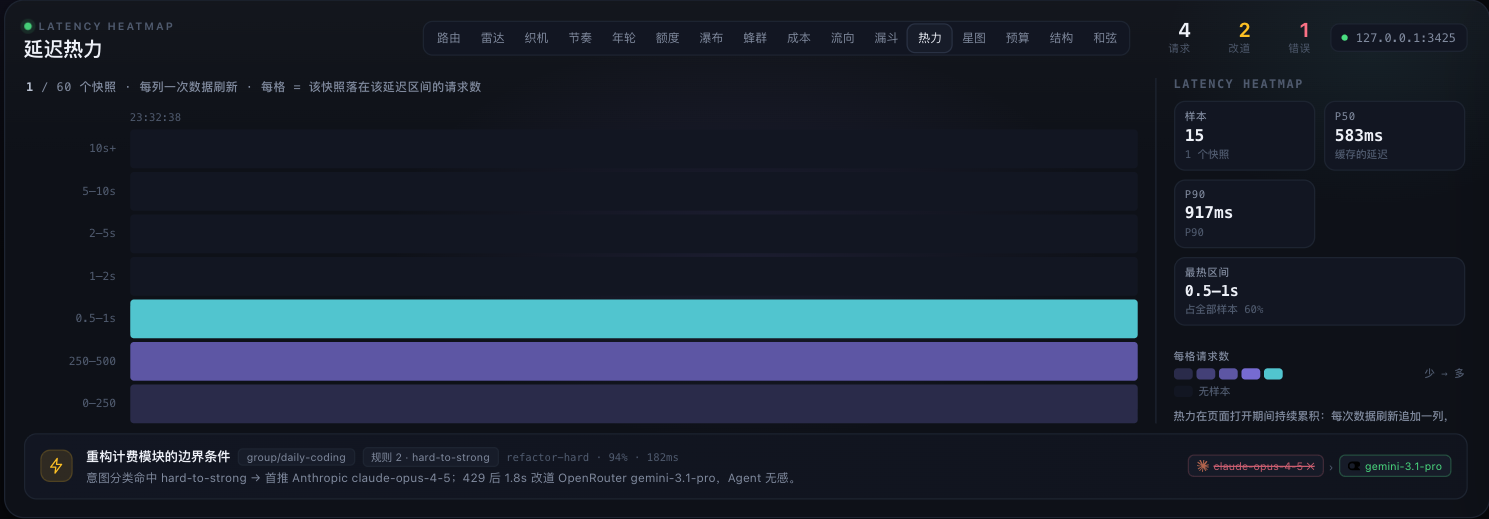 LATENCY HEATMAP
延迟热力
路由 雷达 织机 节奏 年轮 额度 瀑布 蜂群 成本 流向 漏斗 热力 星图 预算 结构 和弦
4 请求
2 改道
1 错误
127.0.0.1:3425
1 / 60 个快照 · 每列一次数据刷新 · 每格 = 该快照落在该延迟区间的请求数
23:32:38
10s+
5–10s
2–5s
1–2s
0.5–1s
250–500
0–250
LATENCY HEATMAP
样本
15
1 个快照
P50
583ms
缓存的延迟
P90
917ms
P90
最热区间
0.5–1s
占全部样本 60%
每格请求数
少 → 多
无样本
热力在页面打开期间持续累积：每次数据刷新追加一列，
重构计费模块的边界条件 group/daily-coding 规则 2 · hard-to-strong refactor-hard · 94% · 182ms
意图分类命中 hard-to-strong → 首推 Anthropic claude-opus-4-5；429 后 1.8s 改道 OpenRouter gemini-3.1-pro，Agent 无感。
claude-opus-4-5 ✕ › gemini-3.1-pro